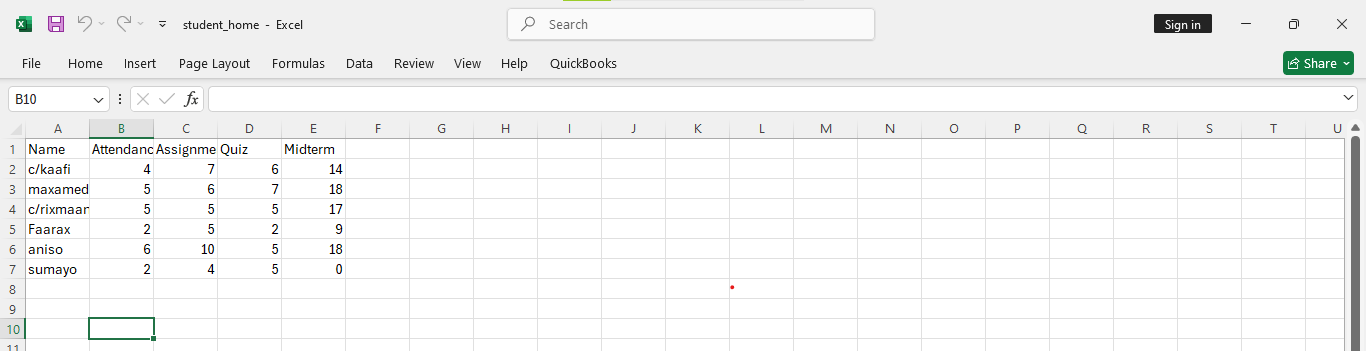 student_home - Excel
Search
Sign in
File Home Insert Page Layout Formulas Data Review View Help QuickBooks
Share
B10
fx
A B C D E F G H I J K L M N O P Q R S T U
1 Name Attendanc Assignme Quiz Midterm
2 c/kaafi 4 7 6 14
3 maxamed 5 6 7 18
4 c/rixmaan 5 5 5 17
5 Faarax 2 5 2 9
6 aniso 6 10 5 18
7 sumayo 2 4 5 0
8
9
10
11